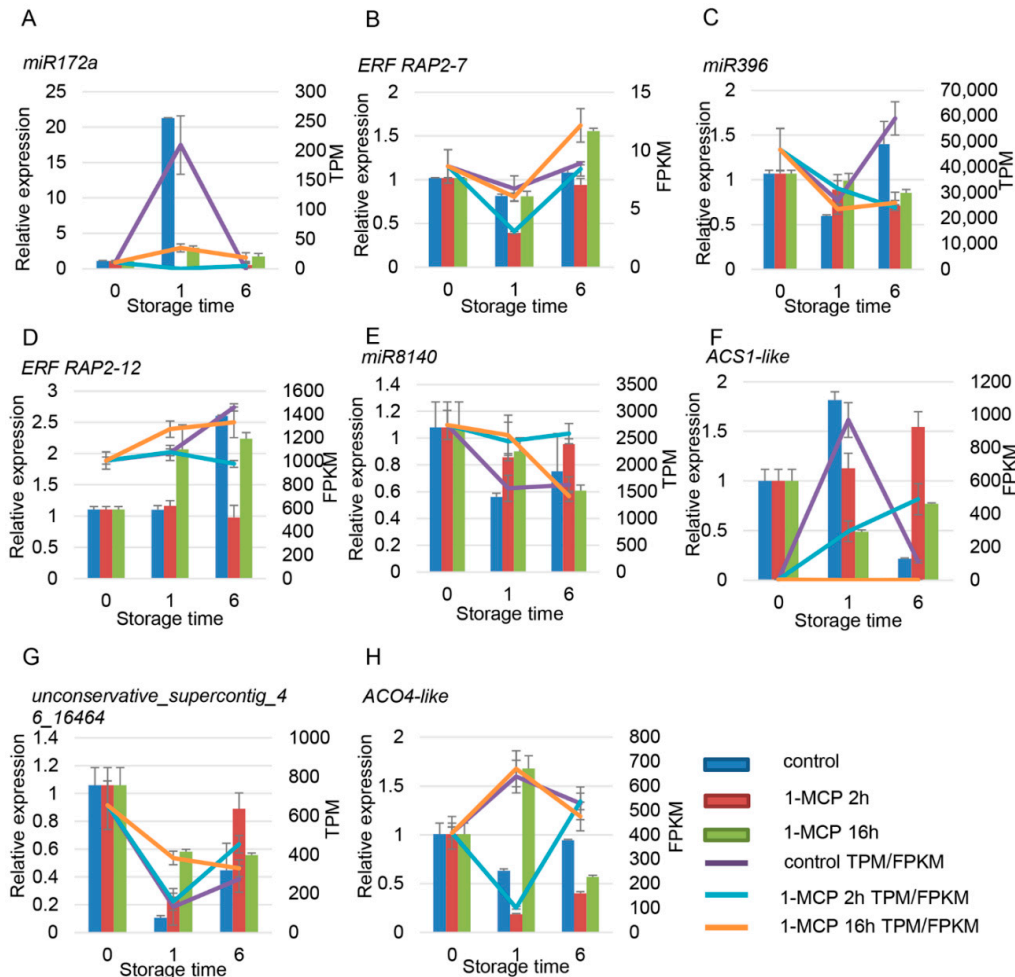 A
miR172a
Relative expression
25
20
15
10
5
0
300
250
200
150
100
50
0
TPM
0 1 6
Storage time
B
ERF RAP2-7
Relative expression
2
1.5
1
0.5
0
15
10
5
0
FPKM
0 1 6
Storage time
C
miR396
Relative expression
2
1.5
1
0.5
0
70,000
60,000
50,000
40,000
30,000
20,000
10,000
0
TPM
0 1 6
Storage time
D
ERF RAP2-12
Relative expression
3
2.5
2
1.5
1
0.5
0
1600
1400
1200
1000
800
600
400
200
0
FPKM
0 1 6
Storage time
E
miR8140
Relative expression
1.4
1.2
1
0.8
0.6
0.4
0.2
0
3500
3000
2500
2000
1500
1000
500
0
TPM
0 1 6
Storage time
F
ACS1-like
Relative expression
2
1.5
1
0.5
0
1200
1000
800
600
400
200
0
FPKM
0 1 6
Storage time
G
unconservative_supercontig_4
6_16464
Relative expression
1.4
1.2
1
0.8
0.6
0.4
0.2
0
1000
800
600
400
200
0
TPM
0 1 6
Storage time
H
ACO4-like
Relative expression
2
1.5
1
0.5
0
800
700
600
500
400
300
200
100
0
FPKM
0 1 6
Storage time
control
1-MCP 2h
1-MCP 16h
control TPM/FPKM
1-MCP 2h TPM/FPKM
1-MCP 16h TPM/FPKM